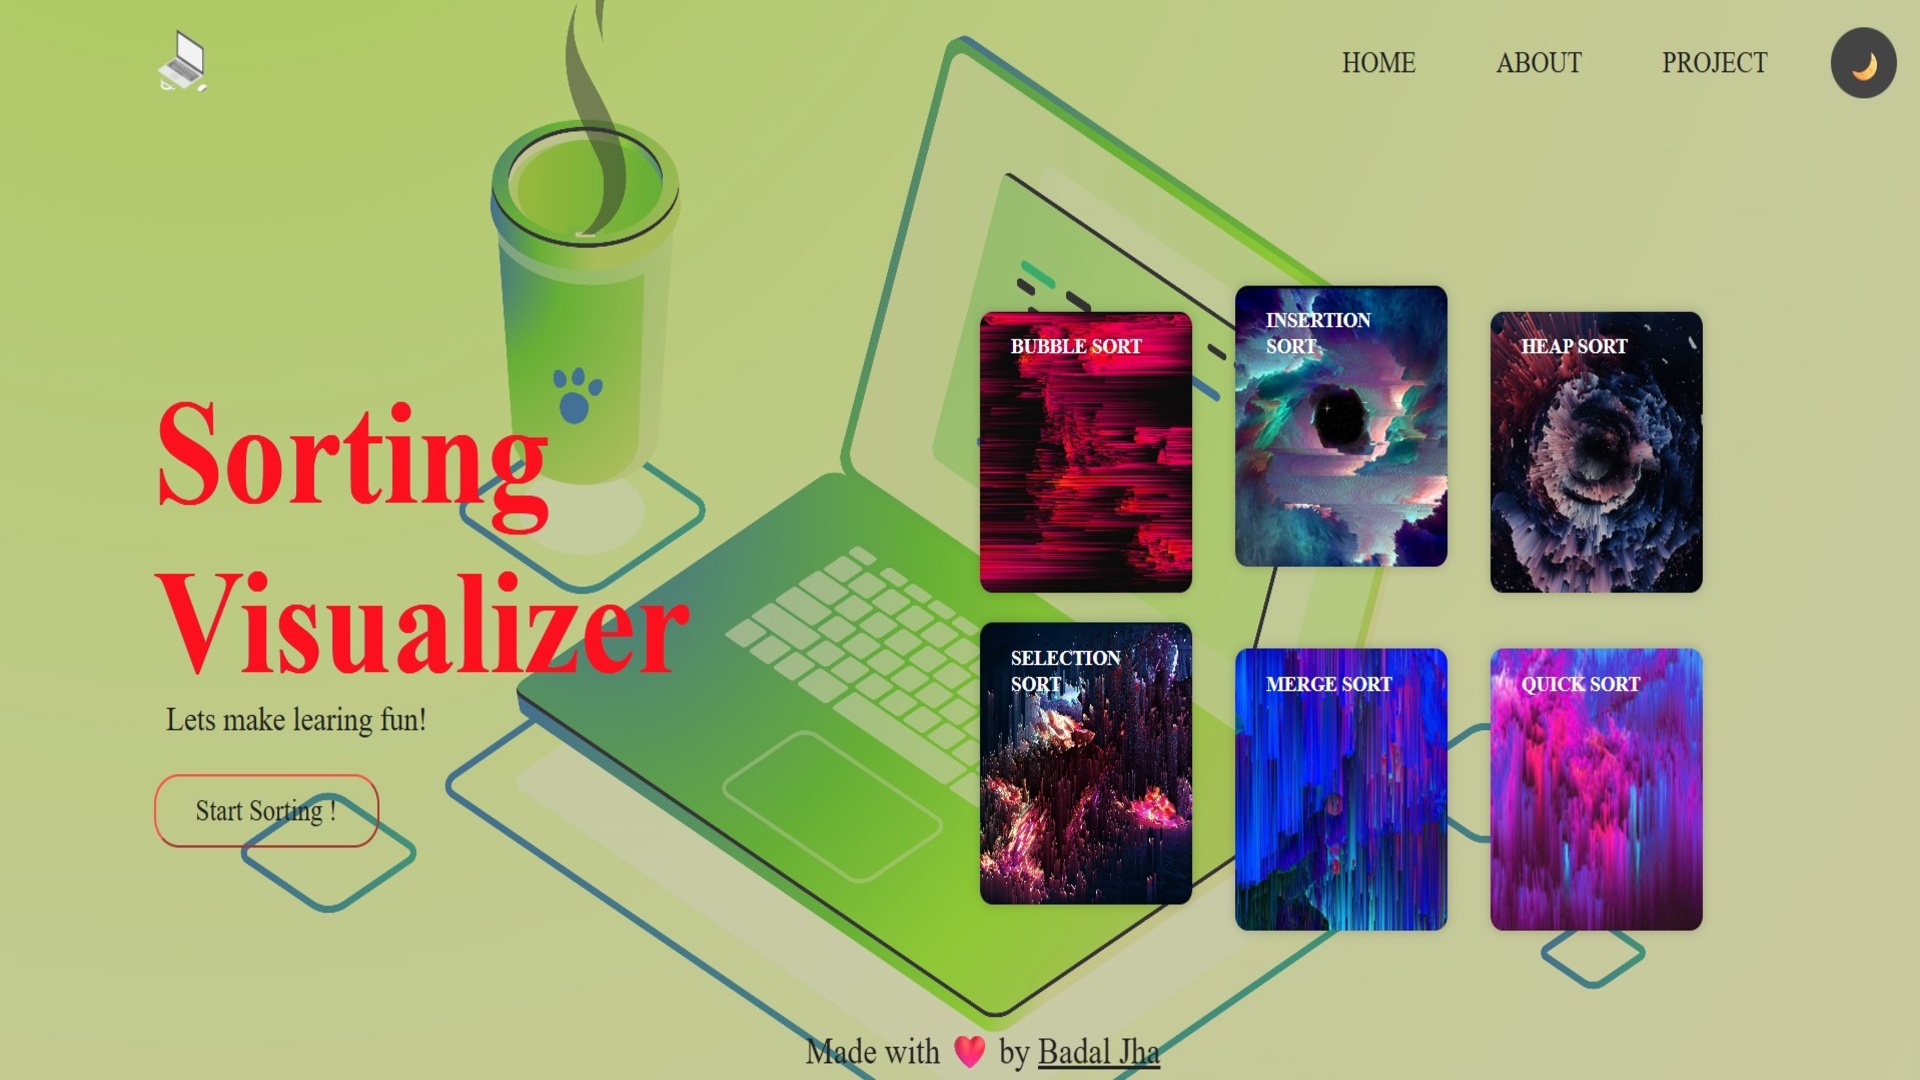 HOME
ABOUT
PROJECT
Sorting
Visualizer
Lets make learing fun!
Start Sorting !
BUBBLE SORT
INSERTION
SORT
HEAP SORT
SELECTION
SORT
MERGE SORT
QUICK SORT
Made with ❤️ by Badal Jha